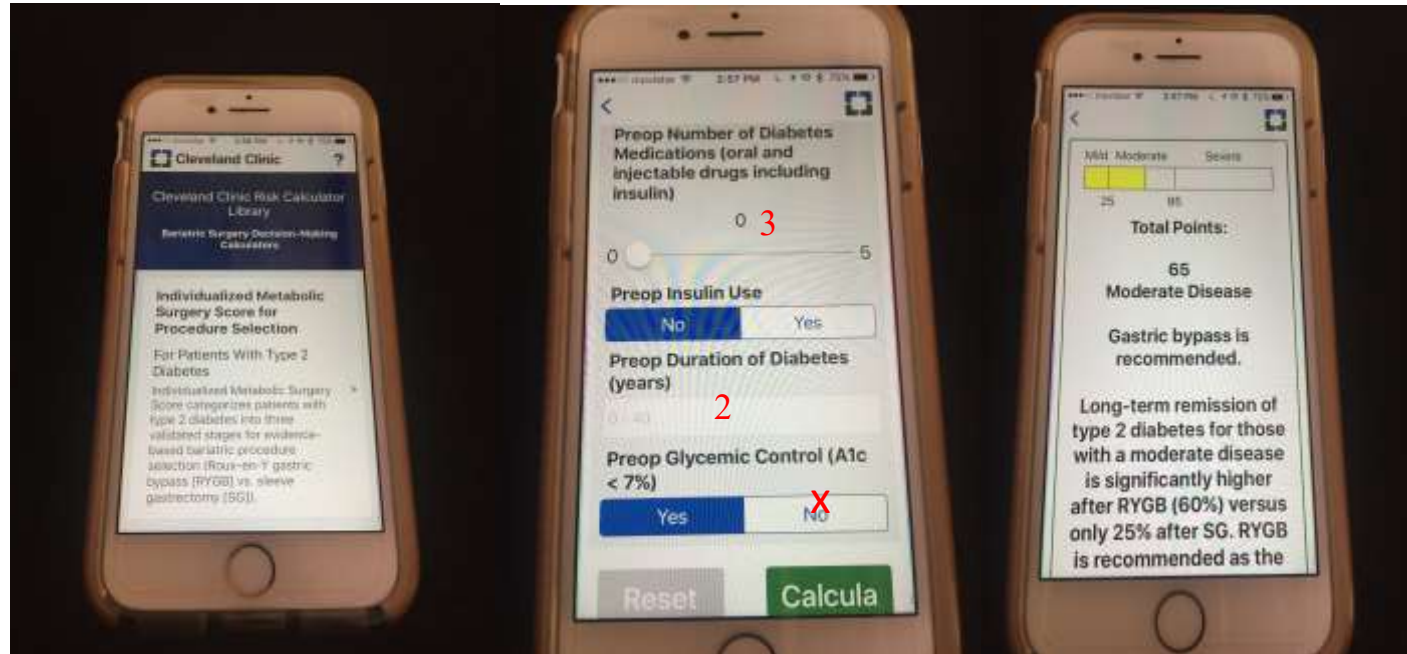 Cleveland Clinic
?
Cleveland Clinic Risk Calculator
Library
Bariatric Surgery Decision-Making
Calculators
Individualized Metabolic
Surgery Score for
Procedure Selection
For Patients With Type 2
Diabetes
Individualized Metabolic Surgery >
Score categorizes patients with
type 2 diabetes into three
validated stages for evidence-
based bariatric procedure
selection (Roux-en-Y gastric
bypass [RYGB] vs. sleeve
gastrectomy [SG]).
2:57 PM
<
Preop Number of Diabetes
Medications (oral and
injectable drugs including
insulin)
0 3
0 5
Preop Insulin Use
No Yes
Preop Duration of Diabetes
(years)
0 - 40 2
Preop Glycemic Control (A1c
< 7%)
Yes No X
Reset Calcula
<
Mild Moderate Severe
25 95
Total Points:
65
Moderate Disease
Gastric bypass is
recommended.
Long-term remission of
type 2 diabetes for those
with a moderate disease
is significantly higher
after RYGB (60%) versus
only 25% after SG. RYGB
is recommended as the